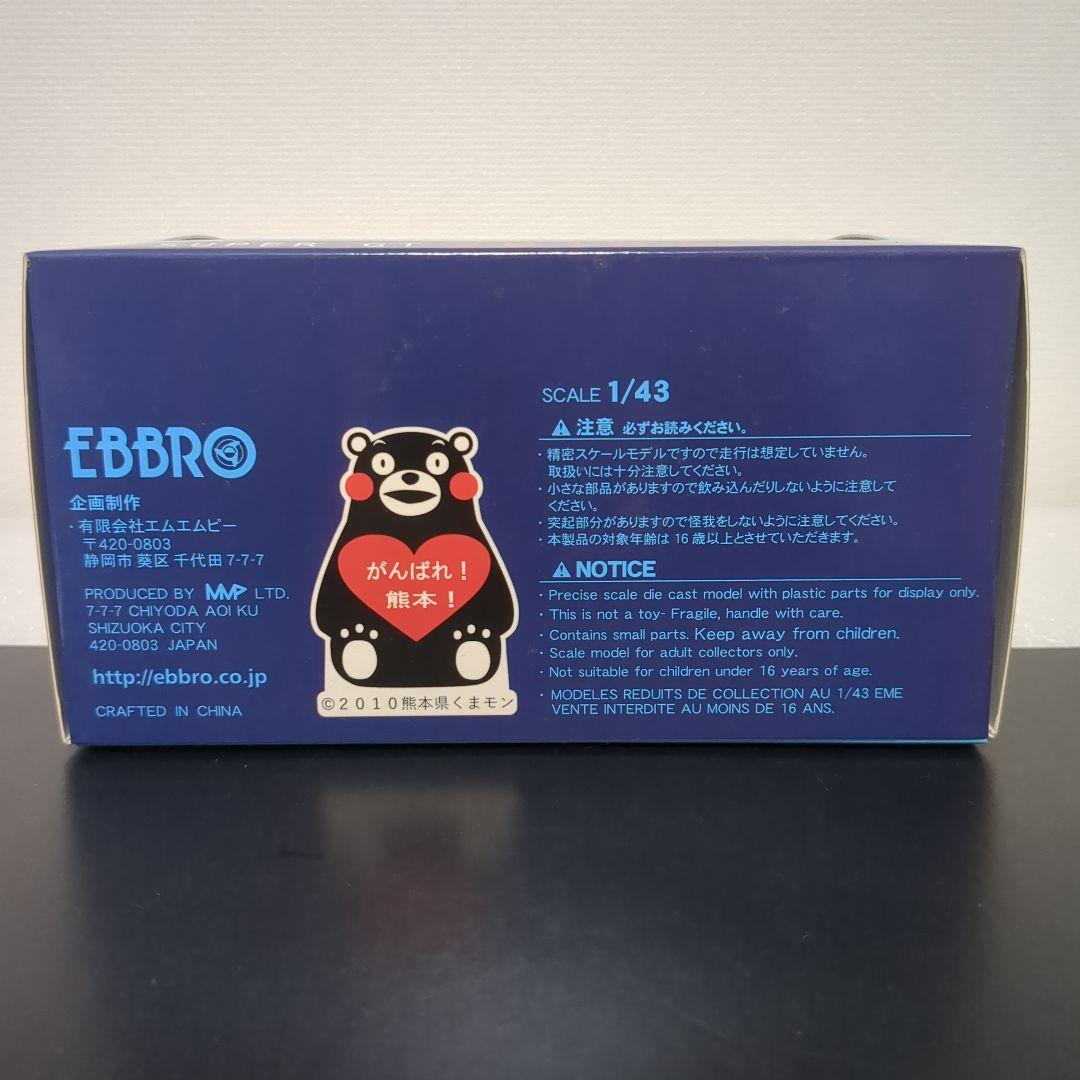 SUPER GT
EBBRO
企画制作
・有限会社エムエムピー
〒420-0803
静岡市 葵区 千代田 7-7-7
PRODUCED BY MMP LTD.
7-7-7 CHIYODA AOI KU
SHIZUOKA CITY
420-0803 JAPAN
http://ebbro.co.jp
CRAFTED IN CHINA
がんばれ！
熊本！
©2010熊本県くまモン
SCALE 1/43
注意 必ずお読みください。
・精密スケールモデルですので走行は想定していません。
取扱いには十分注意してください。
・小さな部品がありますので飲み込んだりしないように注意して
ください。
・突起部分がありますので怪我をしないように注意してください。
・本製品の対象年齢は 16 歳以上とさせていただきます。
NOTICE
・Precise scale die cast model with plastic parts for display only.
・This is not a toy- Fragile, handle with care.
・Contains small parts. Keep away from children.
・Scale model for adult collectors only.
・Not suitable for children under 16 years of age.
・MODELES REDUITS DE COLLECTION AU 1/43 EME
VENTE INTERDITE AU MOINS DE 16 ANS.